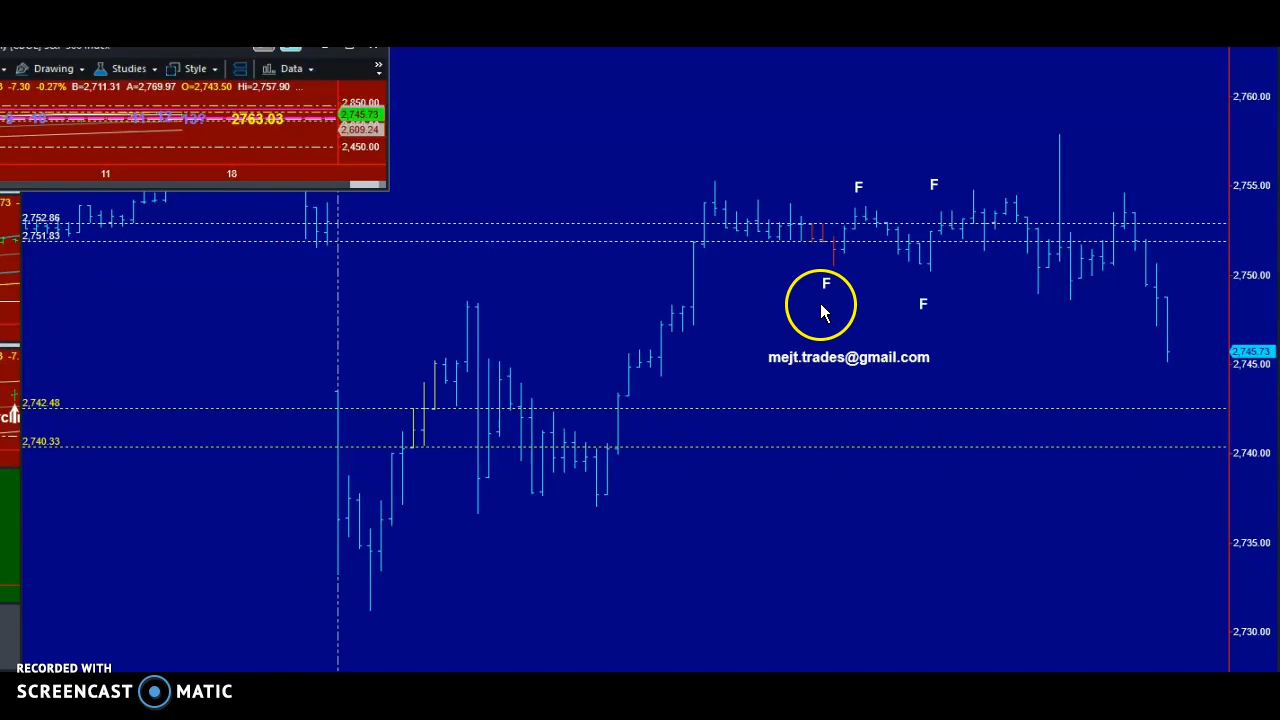 S&P 500 Index
Drawing Studies Style Data
-7.30 -0.27% B=2,711.31 A=2,769.97 O=2,743.50 Hi=2,757.90 ...
2,850.00
2,745.73
2763.03
2,609.24
2,450.00
11 18
2,760.00
F F
2,755.00
2,752.86
2,751.83
2,750.00
F
F
2,745.73
mejt.trades@gmail.com
2,745.00
2,742.48
2,740.33
2,740.00
2,735.00
2,730.00
RECORDED WITH
SCREENCAST MATIC